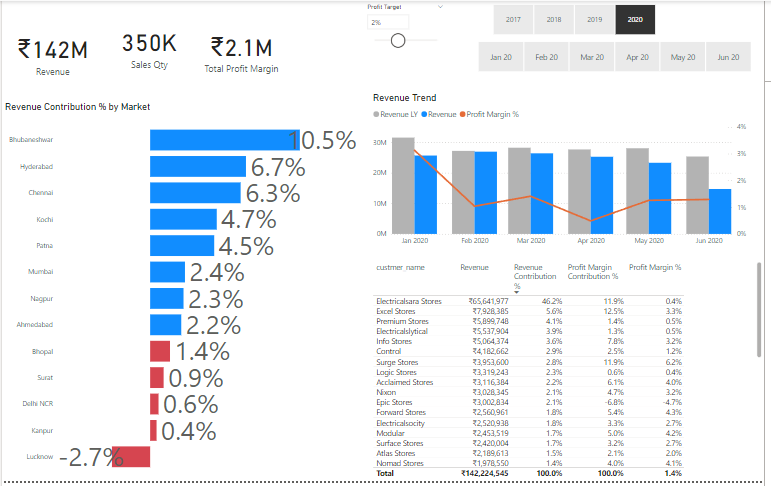 Profit Target
2%
2017 2018 2019 2020
Jan 20 Feb 20 Mar 20 Apr 20 May 20 Jun 20
₹142M
Revenue
350K
Sales Qty
₹2.1M
Total Profit Margin
Revenue Contribution % by Market
Bhubaneshwar 10.5%
Hyderabad 6.7%
Chennai 6.3%
Kochi 4.7%
Patna 4.5%
Mumbai 2.4%
Nagpur 2.3%
Ahmedabad 2.2%
Bhopal 1.4%
Surat 0.9%
Delhi NCR 0.6%
Kanpur 0.4%
Lucknow -2.7%
Revenue Trend
Revenue LY Revenue Profit Margin %
4%
30M 3%
20M 2%
10M 1%
0M 0%
Jan 2020 Feb 2020 Mar 2020 Apr 2020 May 2020 Jun 2020
custmer_name Revenue Revenue Profit Margin Profit Margin %
Contribution Contribution %
%
Electricalsara Stores ₹65,641,977 46.2% 11.9% 0.4%
Excel Stores ₹7,928,385 5.6% 12.5% 3.3%
Premium Stores ₹5,899,748 4.1% 1.4% 0.5%
Electricalslytical ₹5,537,904 3.9% 1.3% 0.5%
Info Stores ₹5,064,374 3.6% 7.8% 3.2%
Control ₹4,182,662 2.9% 2.5% 1.2%
Surge Stores ₹3,953,600 2.8% 11.9% 6.2%
Logic Stores ₹3,319,243 2.3% 0.6% 0.4%
Acclaimed Stores ₹3,116,384 2.2% 6.1% 4.0%
Nixon ₹3,028,345 2.1% 4.7% 3.2%
Epic Stores ₹3,002,834 2.1% -6.8% -4.7%
Forward Stores ₹2,560,961 1.8% 5.4% 4.3%
Electricalsocity ₹2,520,938 1.8% 3.3% 2.7%
Modular ₹2,453,519 1.7% 5.0% 4.2%
Surface Stores ₹2,420,004 1.7% 3.2% 2.7%
Atlas Stores ₹2,189,613 1.5% 2.1% 2.0%
Nomad Stores ₹1,978,550 1.4% 4.0% 4.1%
Total ₹142,224,545 100.0% 100.0% 1.4%